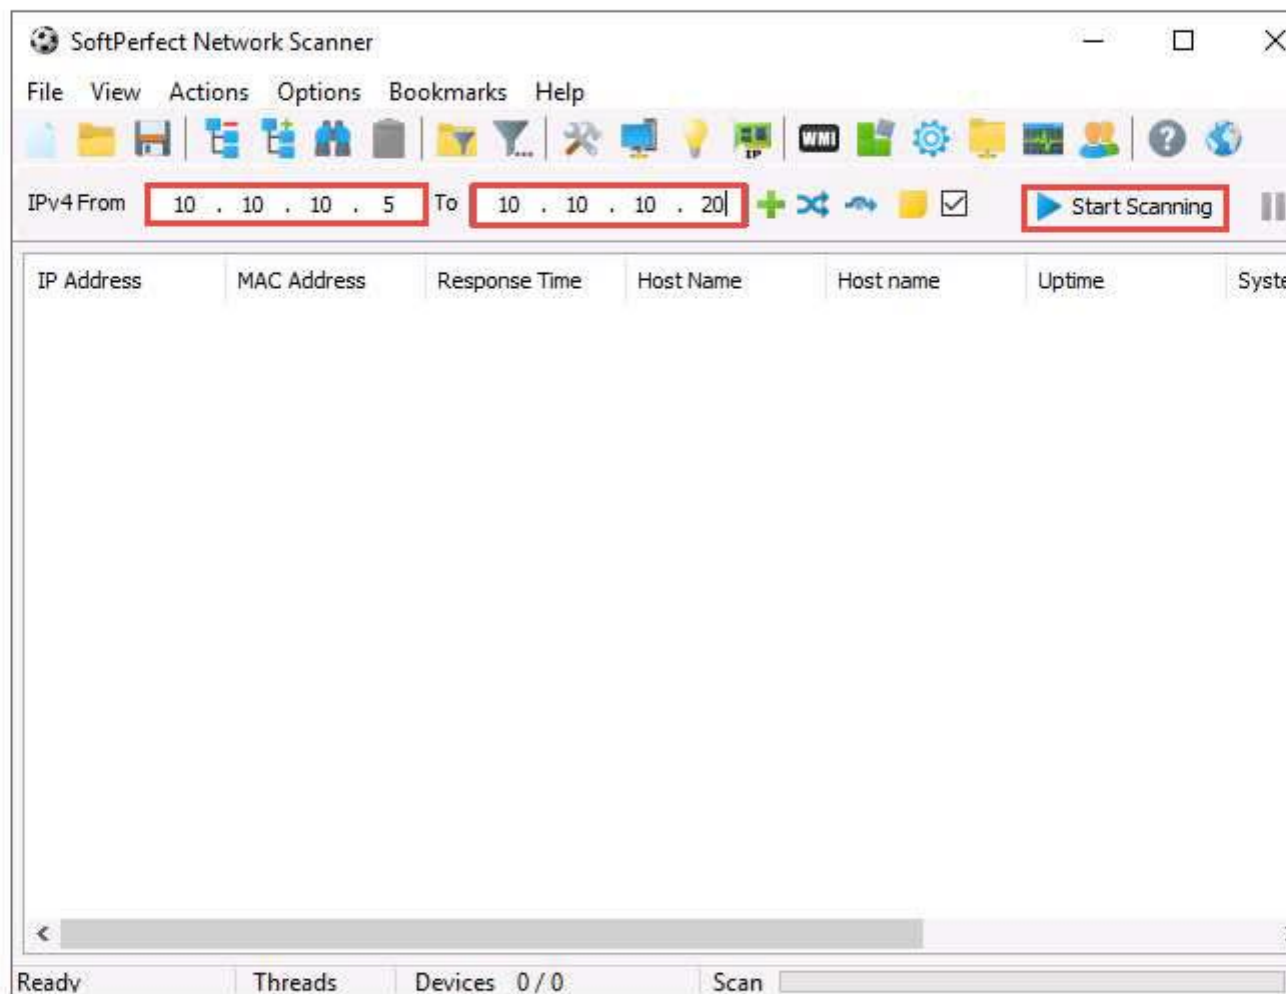 SoftPerfect Network Scanner
File View Actions Options Bookmarks Help
IP WMI ?
IPv4 From 10 . 10 . 10 . 5 To 10 . 10 . 10 . 20 Start Scanning
IP Address MAC Address Response Time Host Name Host name Uptime Syste
Ready Threads Devices 0 / 0 Scan